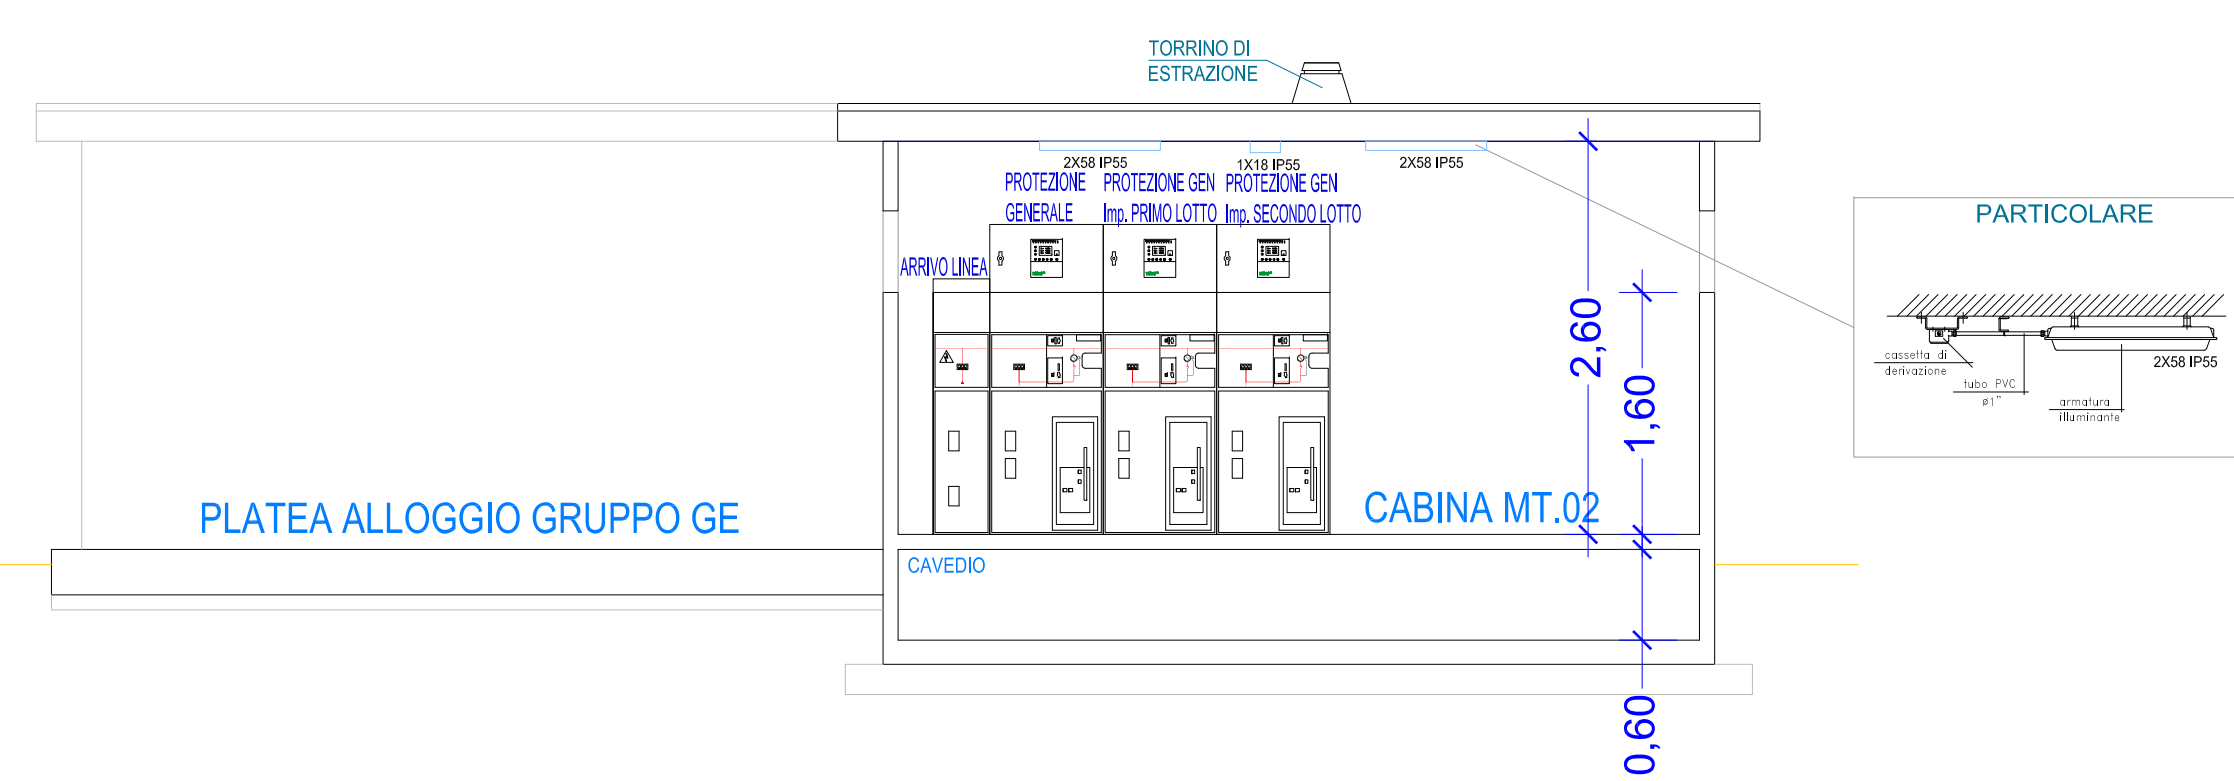 TORRINO DI
ESTRAZIONE
2X58 IP55
1X18 IP55
2X58 IP55
PROTEZIONE
GENERALE
PROTEZIONE GEN
Imp. PRIMO LOTTO
PROTEZIONE GEN
Imp. SECONDO LOTTO
ARRIVO LINEA
2,60
1,60
0,60
PLATEA ALLOGGIO GRUPPO GE
CABINA MT.02
CAVEDIO
PARTICOLARE
cassetta di
derivazione
tubo PVC
ø1"
armatura
illuminante
2X58 IP55